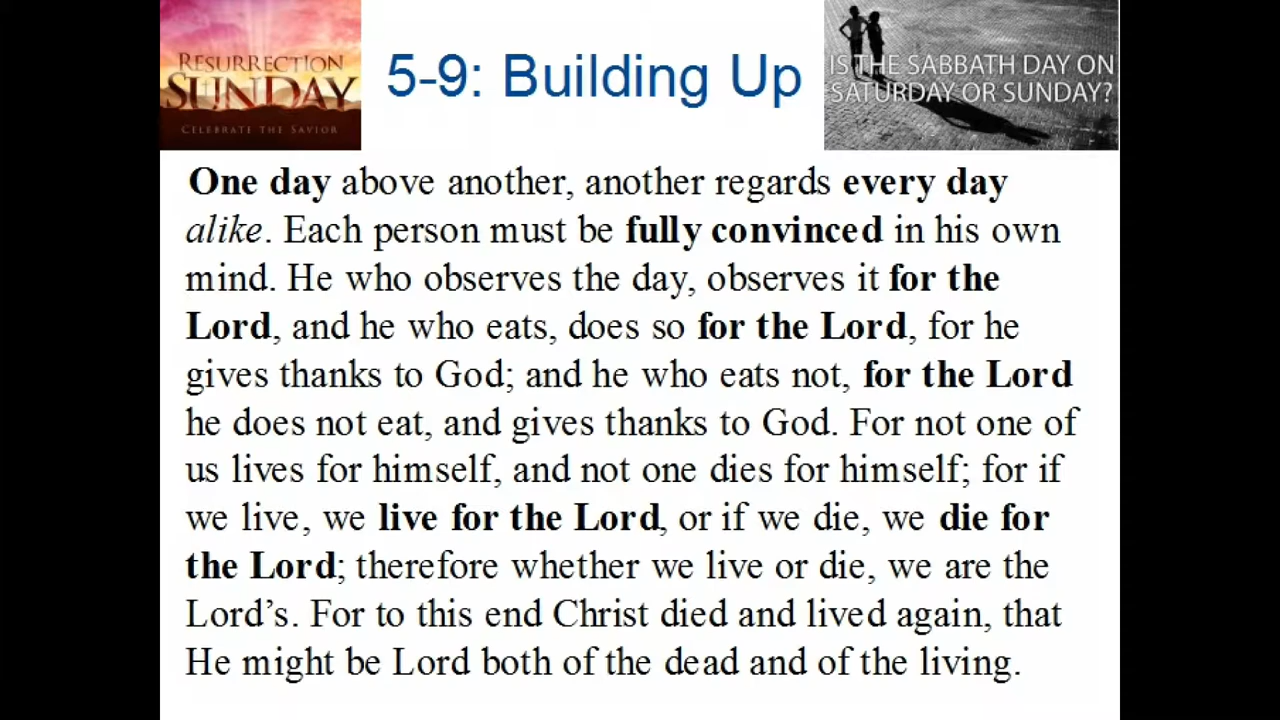 RESURRECTION
SUNDAY
CELEBRATE THE SAVIOR
5-9: Building Up
IS THE SABBATH DAY ON
SATURDAY OR SUNDAY?
One day above another, another regards every day
alike. Each person must be fully convinced in his own
mind. He who observes the day, observes it for the
Lord, and he who eats, does so for the Lord, for he
gives thanks to God; and he who eats not, for the Lord
he does not eat, and gives thanks to God. For not one of
us lives for himself, and not one dies for himself; for if
we live, we live for the Lord, or if we die, we die for
the Lord; therefore whether we live or die, we are the
Lord’s. For to this end Christ died and lived again, that
He might be Lord both of the dead and of the living.